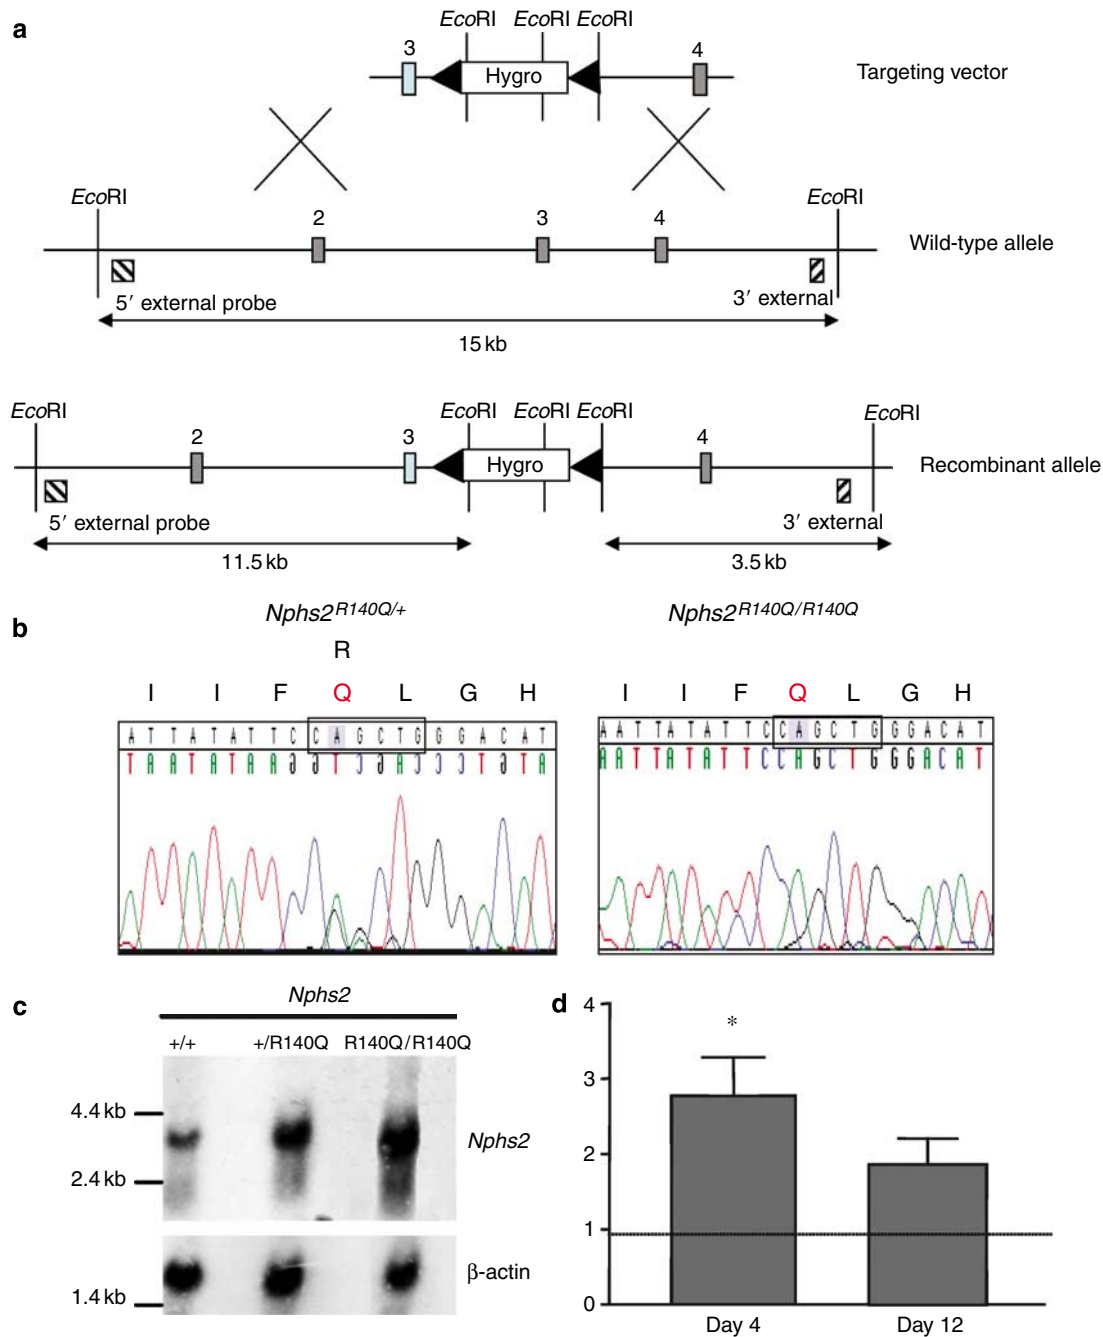 a
EcoRI EcoRI EcoRI
3 4
Hygro
Targeting vector
EcoRI EcoRI
2 3 4
Wild-type allele
5′ external probe 3′ external
15 kb
EcoRI EcoRI EcoRI EcoRI EcoRI
2 3 4
Hygro
Recombinant allele
5′ external probe 3′ external
11.5 kb 3.5 kb
b
Nphs2R140Q/+
R
I I F Q L G H
A T T A T A T T C C A G C T G G G A C A T
T A A T A T A A G G T C G A C C C T G T A
Nphs2R140Q/R140Q
I I F Q L G H
A A T T A T A T T C C A G C T G G G A C A T
A A T T A T A T T C C A G C T G G G A C A T
c
Nphs2
+/+ +/R140Q R140Q/R140Q
4.4 kb
Nphs2
2.4 kb
β-actin
1.4 kb
d
4
*
3
2
1
0
Day 4 Day 12